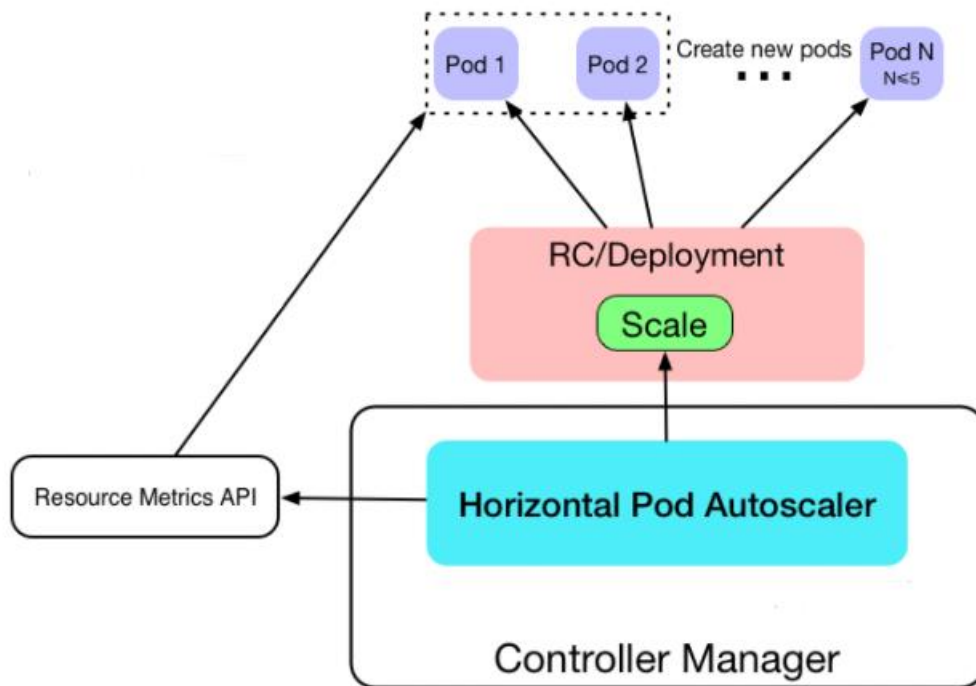 Pod 1
Pod 2
Create new pods
...
Pod N
N≤5
RC/Deployment
Scale
Resource Metrics API
Horizontal Pod Autoscaler
Controller Manager